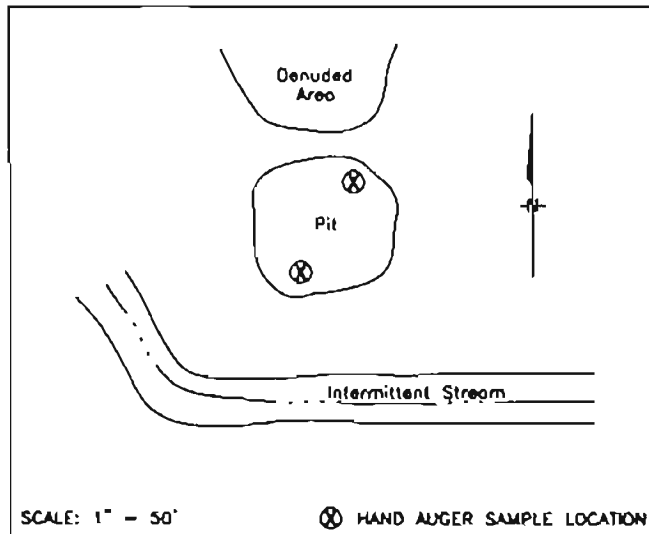 Denuded
Area
Pit
Intermittent Stream
SCALE: 1" = 50'
HAND AUGER SAMPLE LOCATION